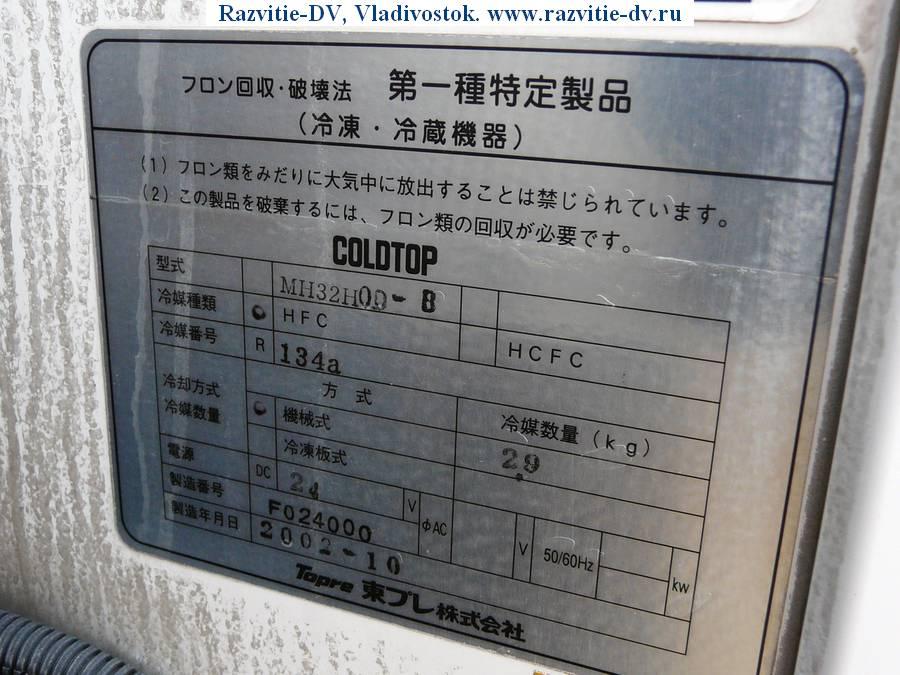 Razvitie-DV, Vladivostok. www.razvitie-dv.ru
フロン回収・破壊法 第一種特定製品
(冷凍・冷蔵機器)
(1) フロン類をみだりに大気中に放出することは禁じられています。
(2) この製品を破棄するには、フロン類の回収が必要です。
COLDTOP
型式 MH32H00-B
冷媒種類 HFC HCFC
冷媒番号 R 134a
冷却方式 方式 冷媒数量(kg)
冷媒数量 機械式 2.9
冷凍板式
電源 DC 24 V φAC V 50/60Hz kw
製造番号 F024000
製造年月日 2002-10
Topre 東プレ株式会社